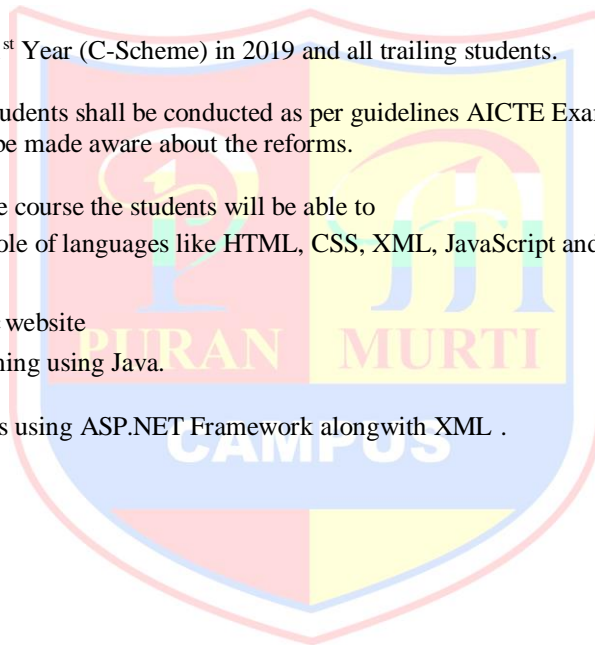 st Year (C-Scheme) in 2019 and all trailing students.
udents shall be conducted as per guidelines AICTE Exa
be made aware about the reforms.
e course the students will be able to
ole of languages like HTML, CSS, XML, JavaScript and
website
ning using Java.
PURAN MURTI
s using ASP.NET Framework alongwith XML .
CAMPUS